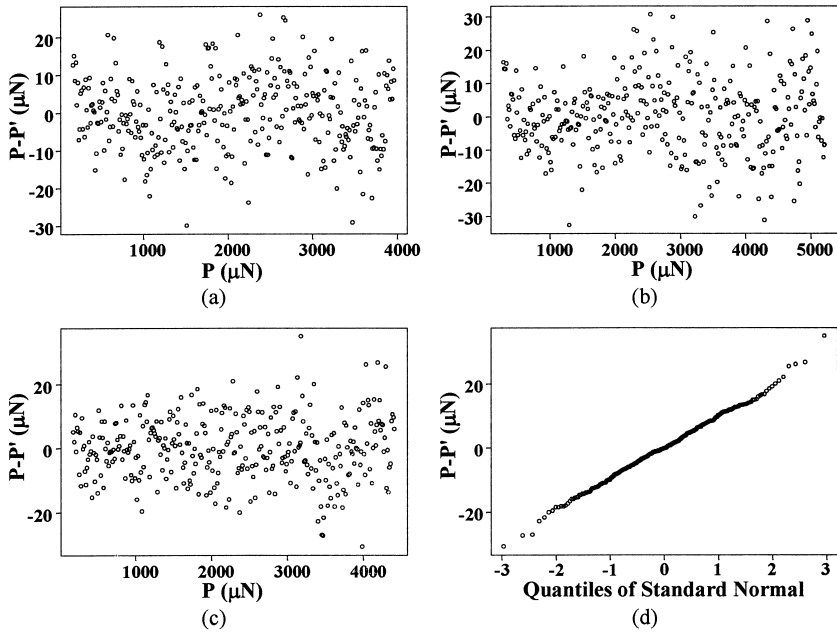 20
10
0
-10
-20
-30
P-P' (μN)
1000 2000 3000 4000
P (μN)
(a)
30
20
10
0
-10
-20
-30
P-P' (μN)
1000 2000 3000 4000 5000
P (μN)
(b)
20
0
-20
P-P' (μN)
1000 2000 3000 4000
P (μN)
(c)
20
0
-20
P-P' (μN)
-3 -2 -1 0 1 2 3
Quantiles of Standard Normal
(d)